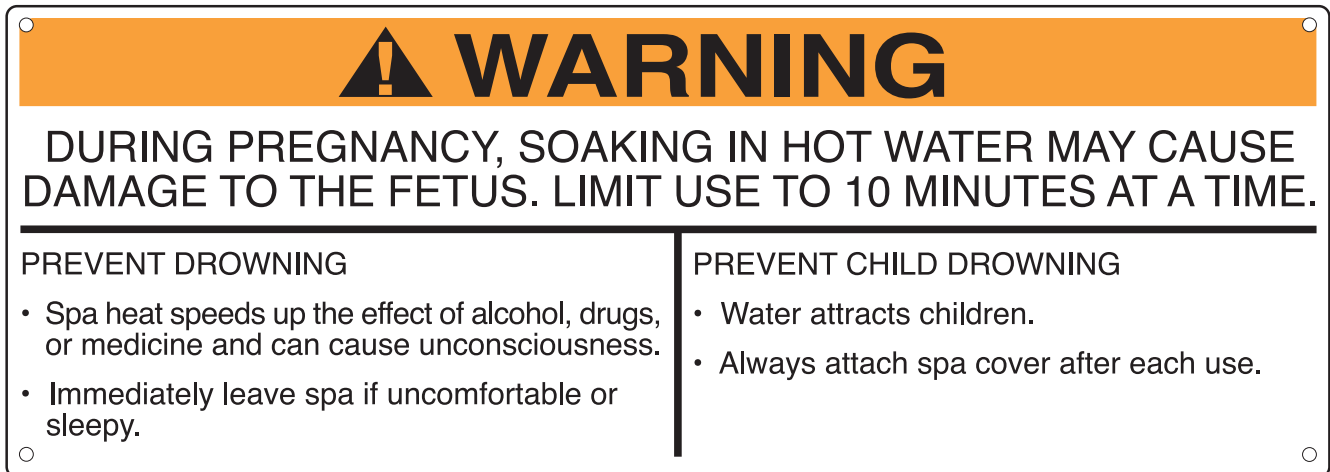 WARNING
DURING PREGNANCY, SOAKING IN HOT WATER MAY CAUSE
DAMAGE TO THE FETUS. LIMIT USE TO 10 MINUTES AT A TIME.
PREVENT DROWNING
• Spa heat speeds up the effect of alcohol, drugs,
or medicine and can cause unconsciousness.
• Immediately leave spa if uncomfortable or
sleepy.
PREVENT CHILD DROWNING
• Water attracts children.
• Always attach spa cover after each use.